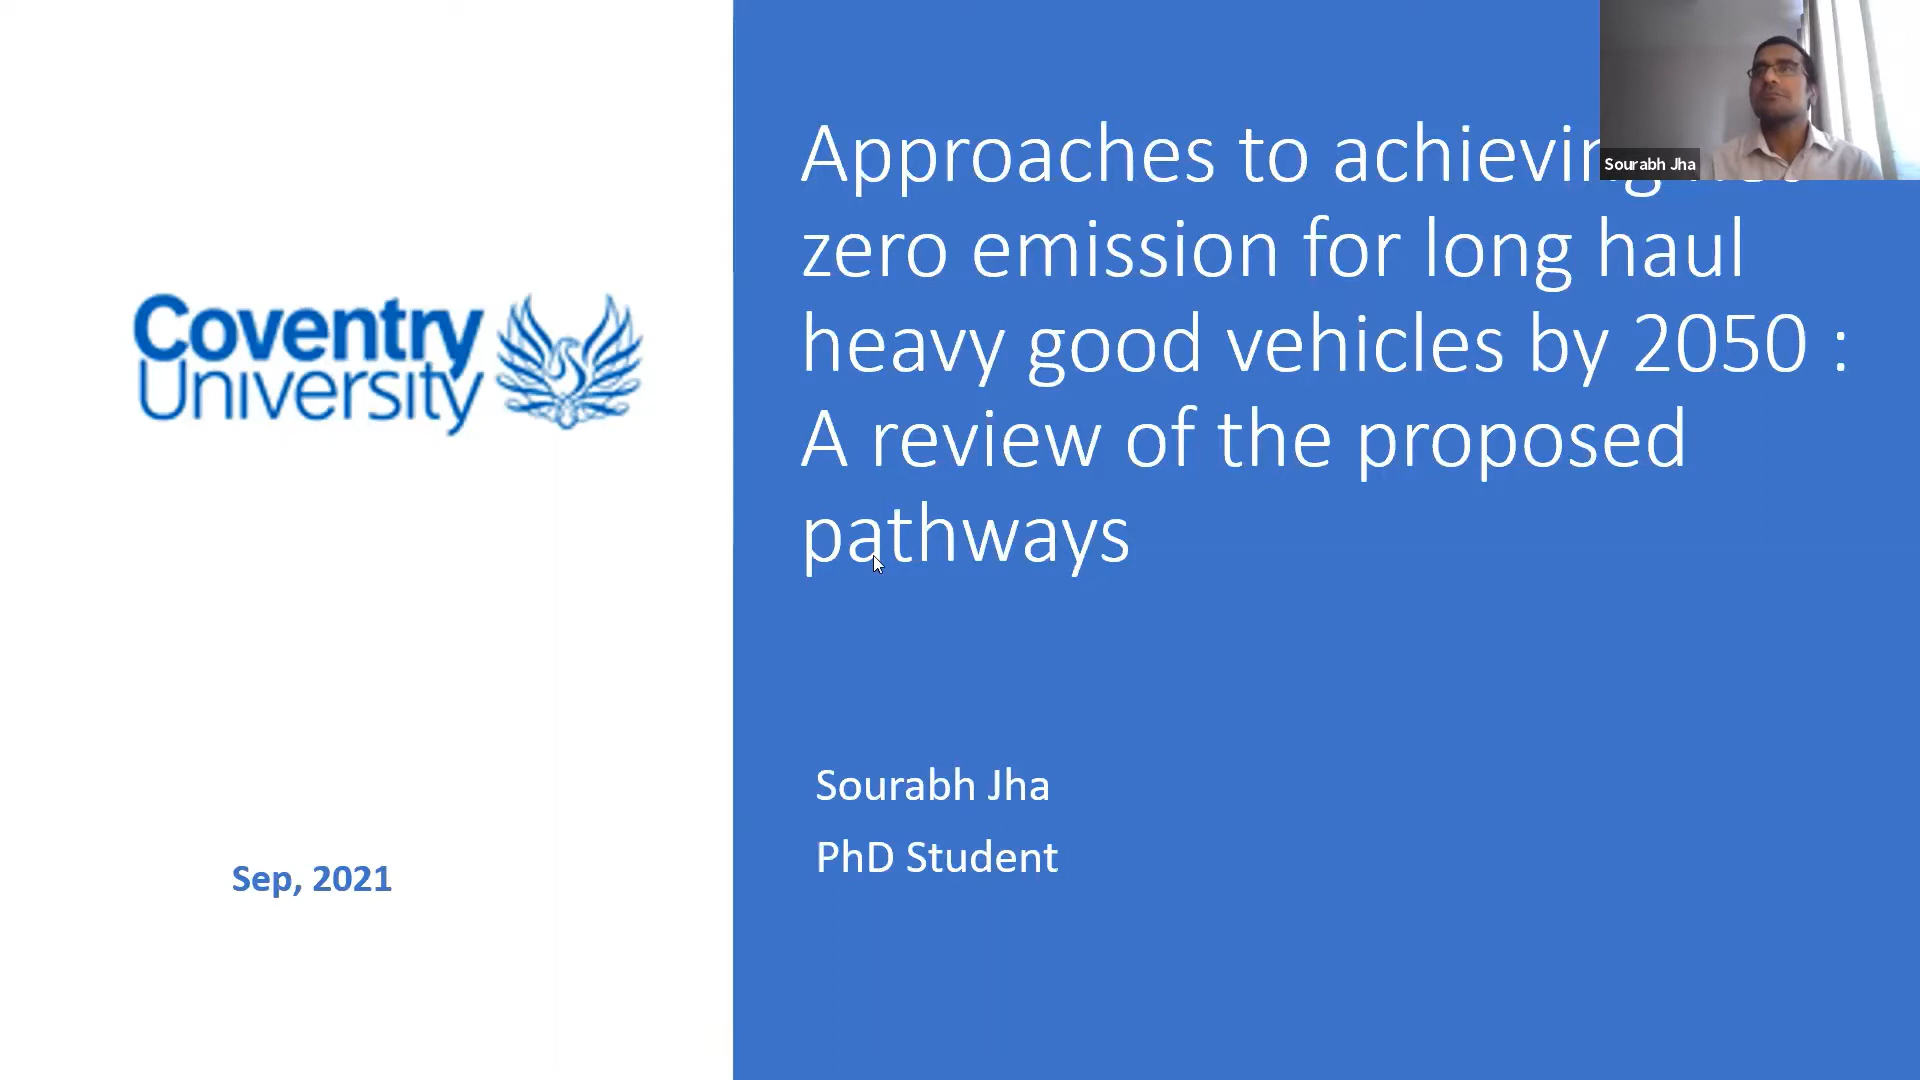 Coventry
University
Sep, 2021
Approaches to achieving
zero emission for long haul
heavy good vehicles by 2050 :
A review of the proposed
pathways
Sourabh Jha
PhD Student
Sourabh Jha